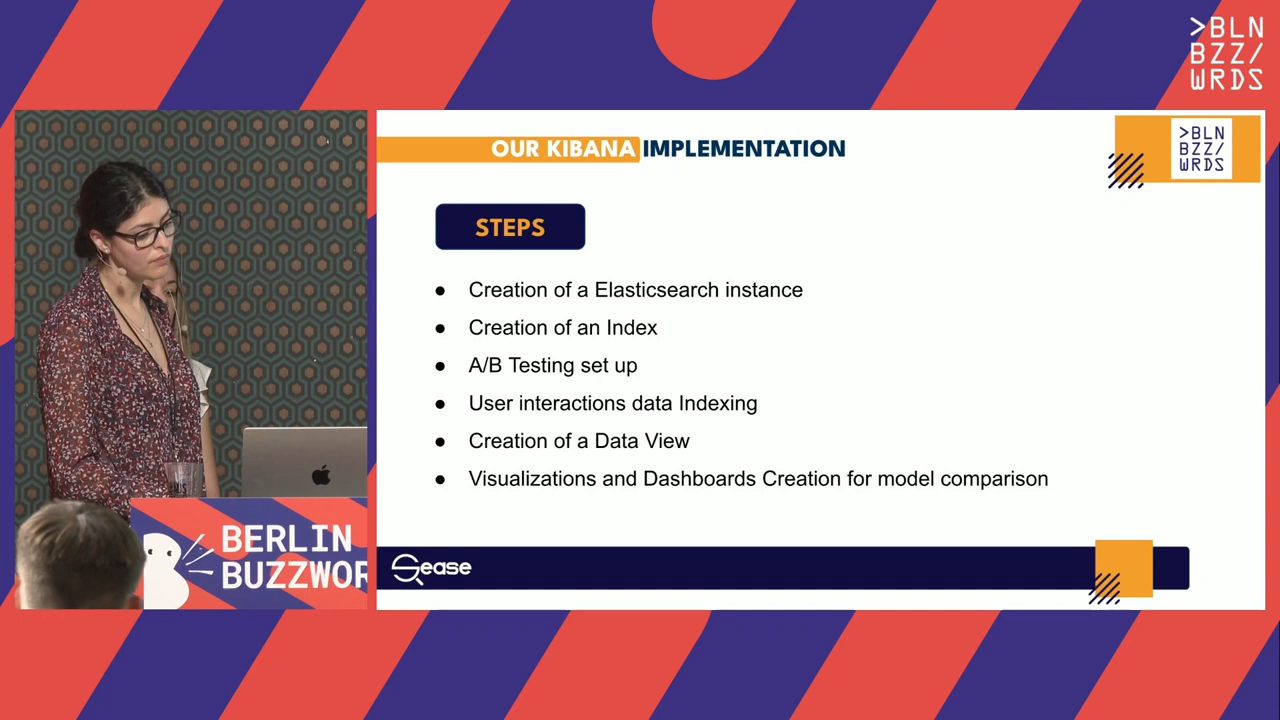 >BLN
BZZ/
WRDS
OUR KIBANA IMPLEMENTATION
>BLN
BZZ/
WRDS
STEPS
● Creation of a Elasticsearch instance
● Creation of an Index
● A/B Testing set up
● User interactions data Indexing
● Creation of a Data View
● Visualizations and Dashboards Creation for model comparison
BERLIN
BUZZWOR
Sease